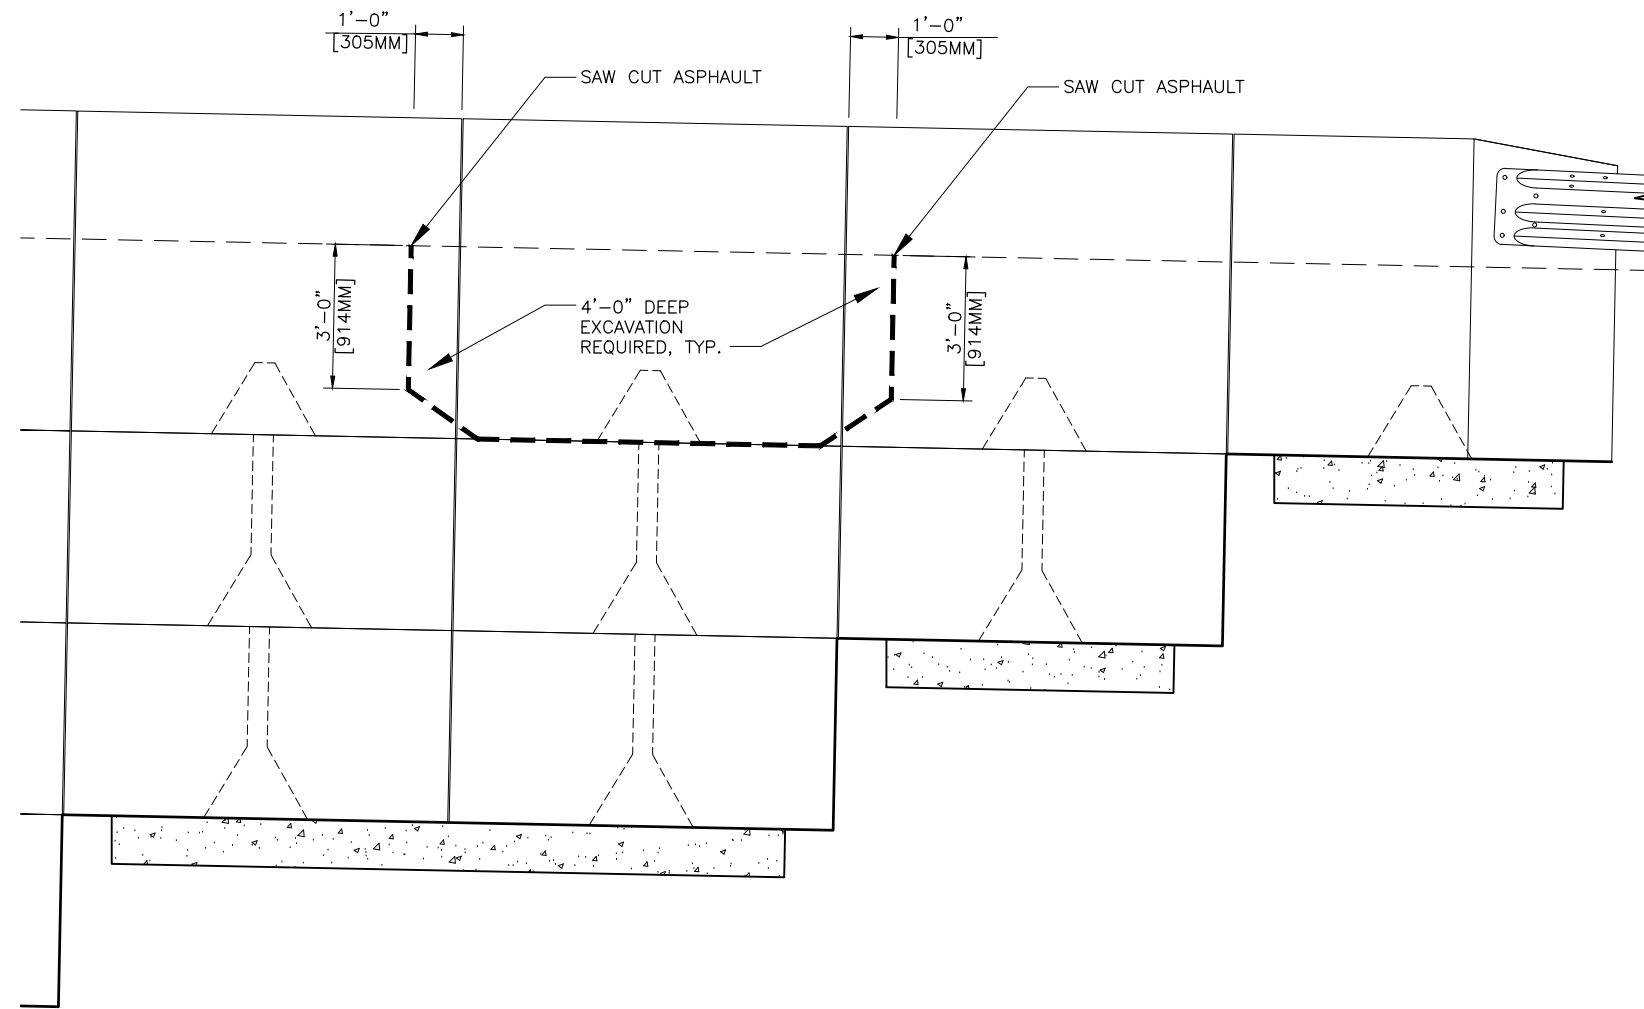 1'-0"
[305MM]
1'-0"
[305MM]
SAW CUT ASPHAULT
SAW CUT ASPHAULT
3'-0"
[914MM]
4'-0" DEEP
EXCAVATION
REQUIRED, TYP.
3'-0"
[914MM]